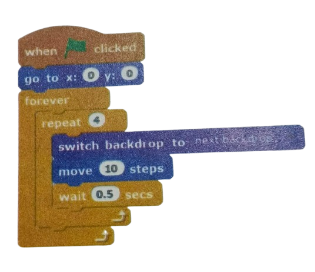 when clicked
go to x: 0 y: 0
forever
repeat 4
switch backdrop to next backdrop
move 10 steps
wait 0.5 secs